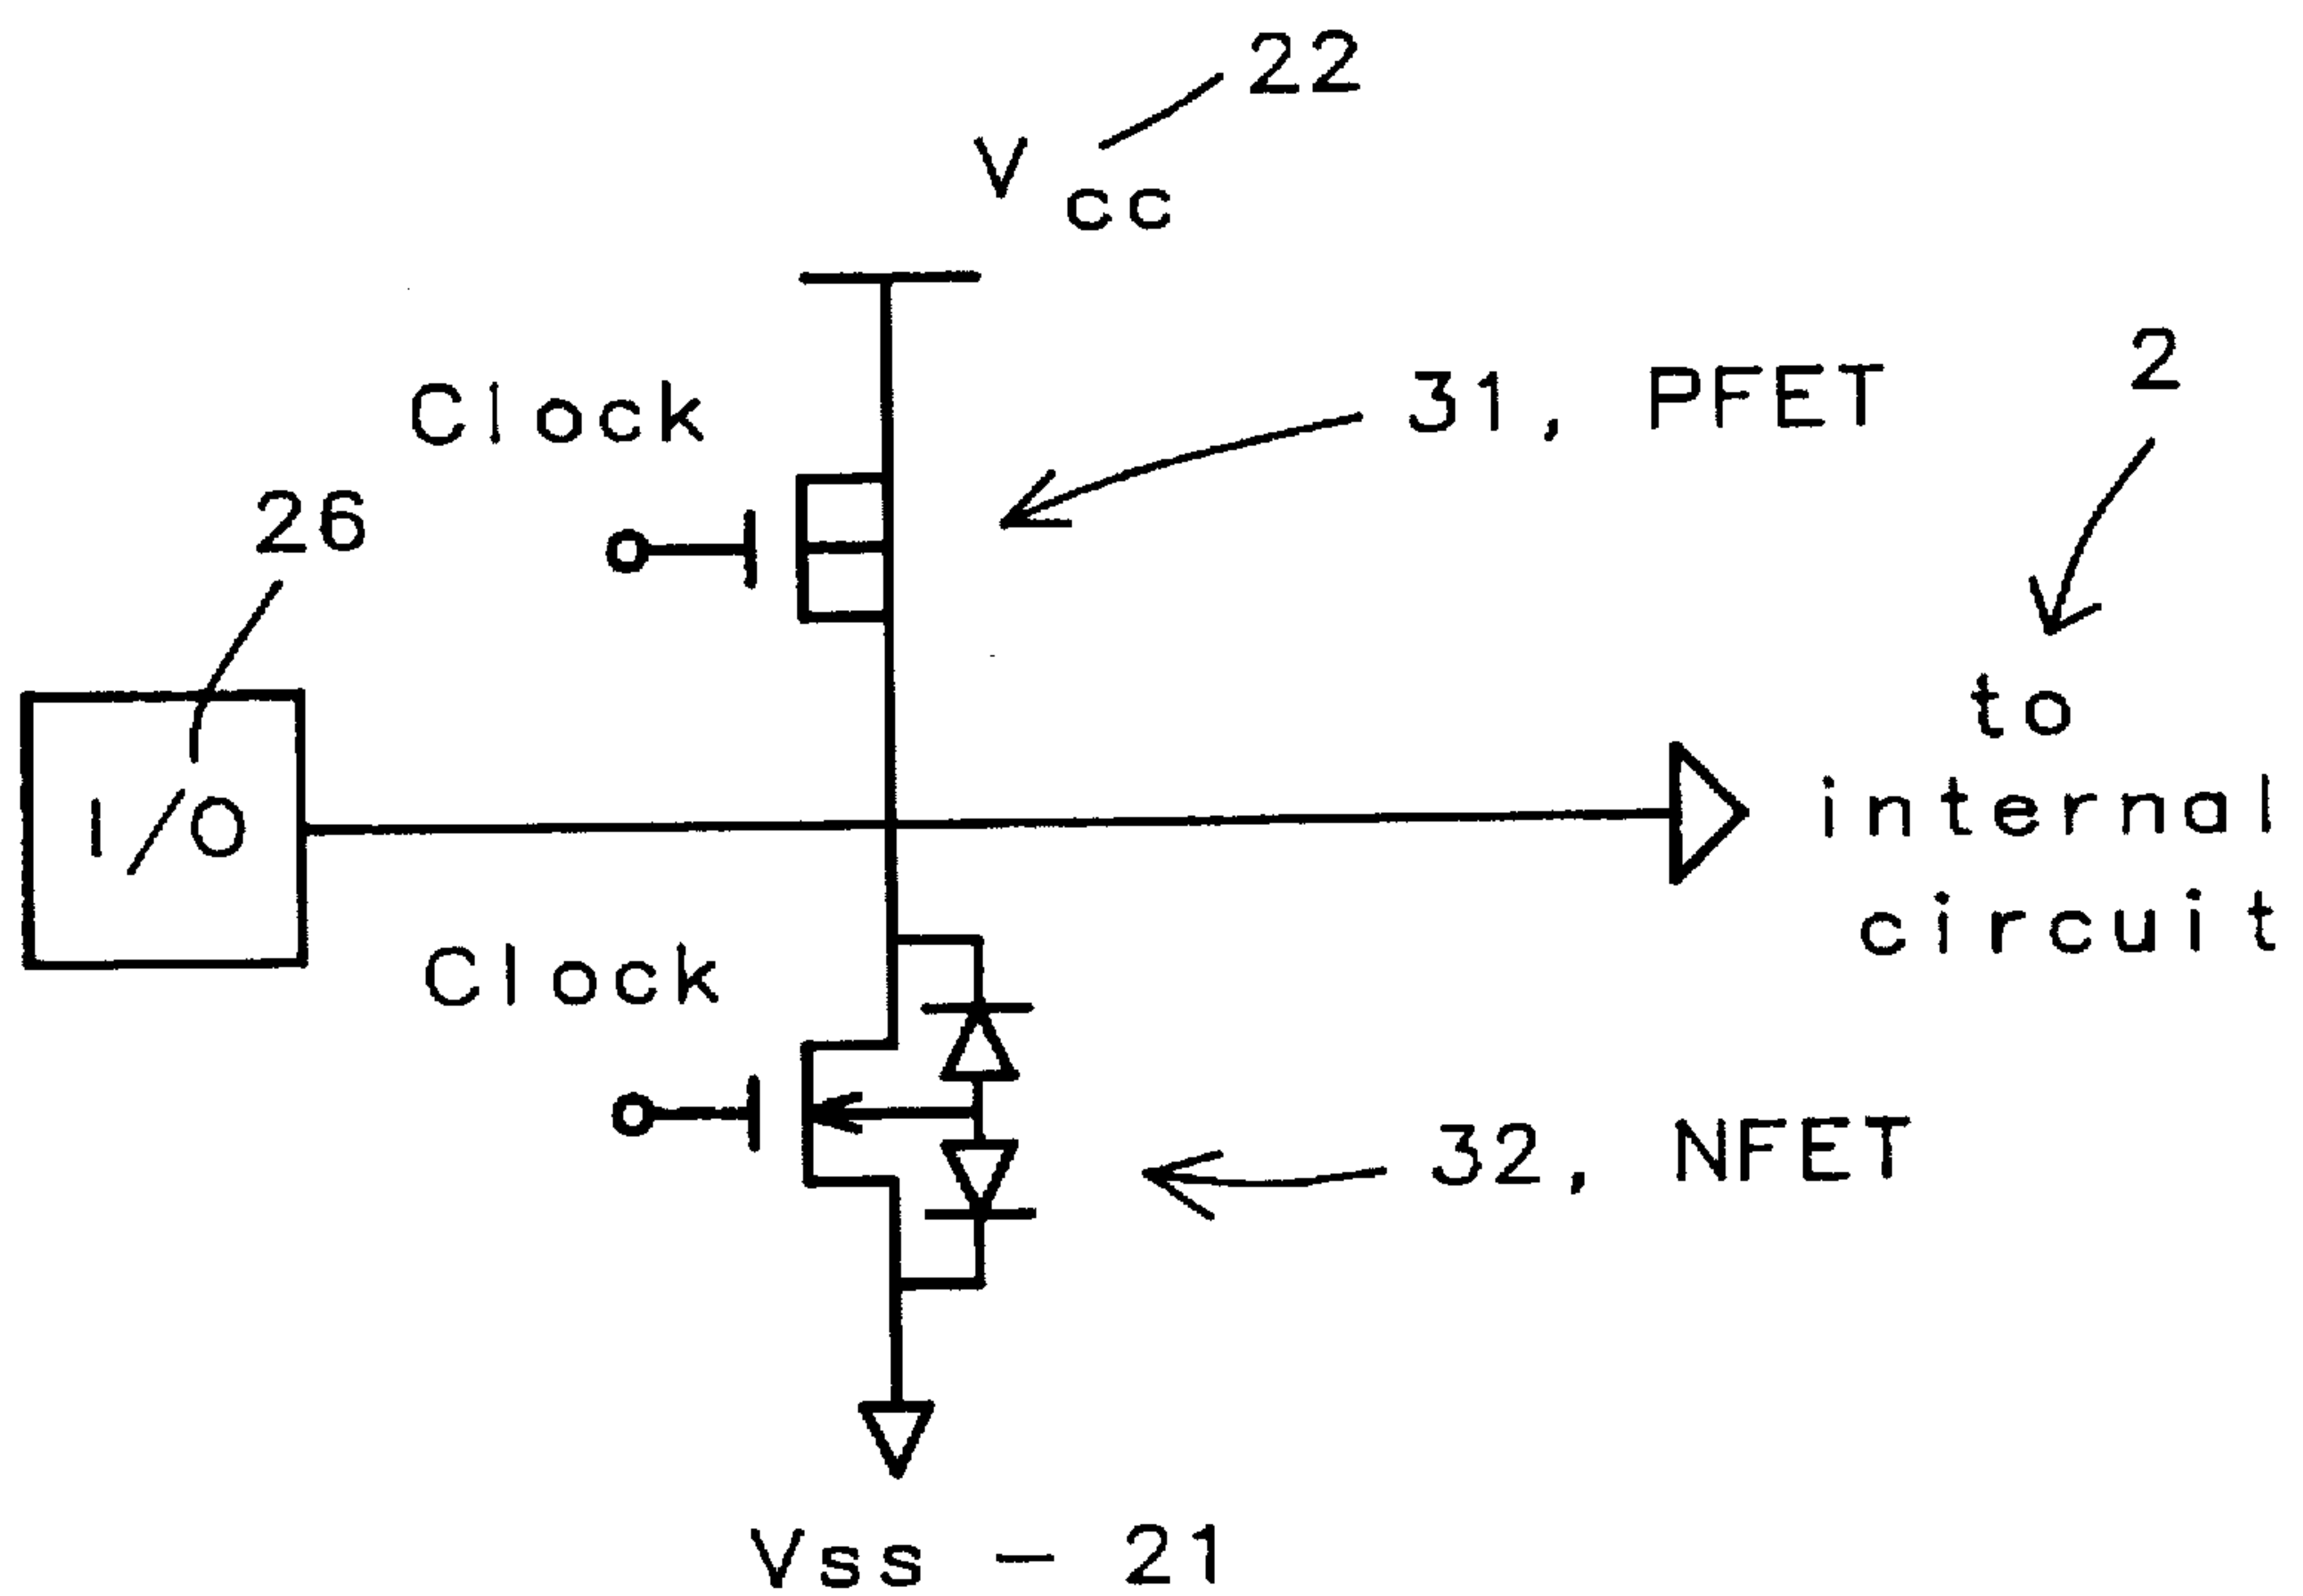 22
Vcc
Clock
31, PFET
2
26
to
I/O
internal
circuit
Clock
32, NFET
Vss - 21